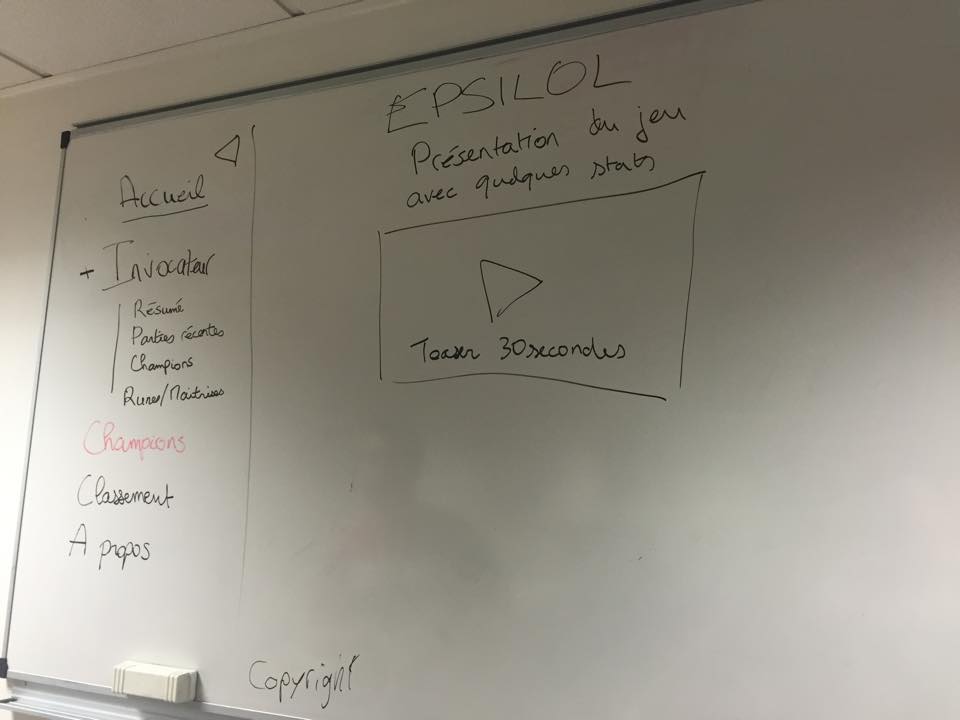 Accueil
+ Invocateur
Résumé
Parties récentes
Champions
Runes/Maitrises
Champions
Classement
A propos
EPSILOL
Présentation du jeu
avec quelques stats
Teaser 30secondes
Copyright